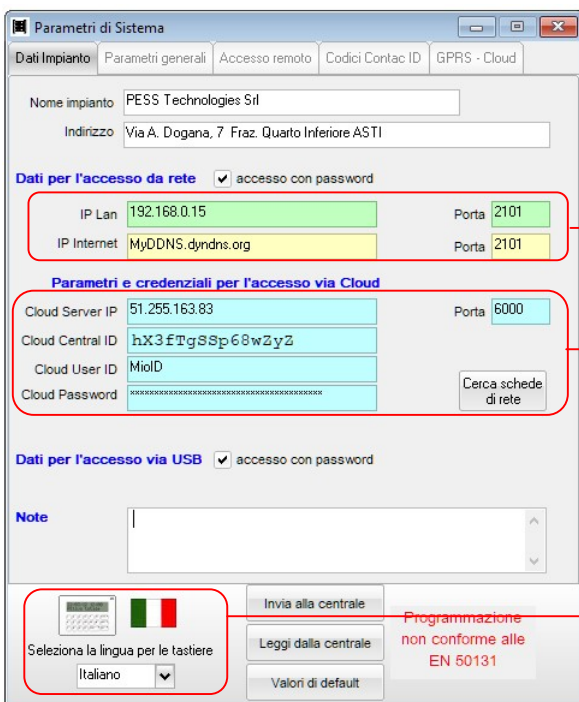 Parametri di Sistema
Dati Impianto Parametri generali Accesso remoto Codici Contac ID GPRS - Cloud
Nome impianto PESS Technologies Srl
Indirizzo Via A. Dogana, 7 Fraz. Quarto Inferiore ASTI
Dati per l'accesso da rete accesso con password
IP Lan 192.168.0.15 Porta 2101
IP Internet MyDDNS.dyndns.org Porta 2101
Parametri e credenziali per l'accesso via Cloud
Cloud Server IP 51.255.163.83 Porta 6000
Cloud Central ID hX3fTgSSp68wZyZ
Cloud User ID MioID
Cloud Password
Cerca schede
di rete
Dati per l'accesso via USB accesso con password
Note
Seleziona la lingua per le tastiere
Italiano
Invia alla centrale
Leggi dalla centrale
Valori di default
Programmazione
non conforme alle
EN 50131